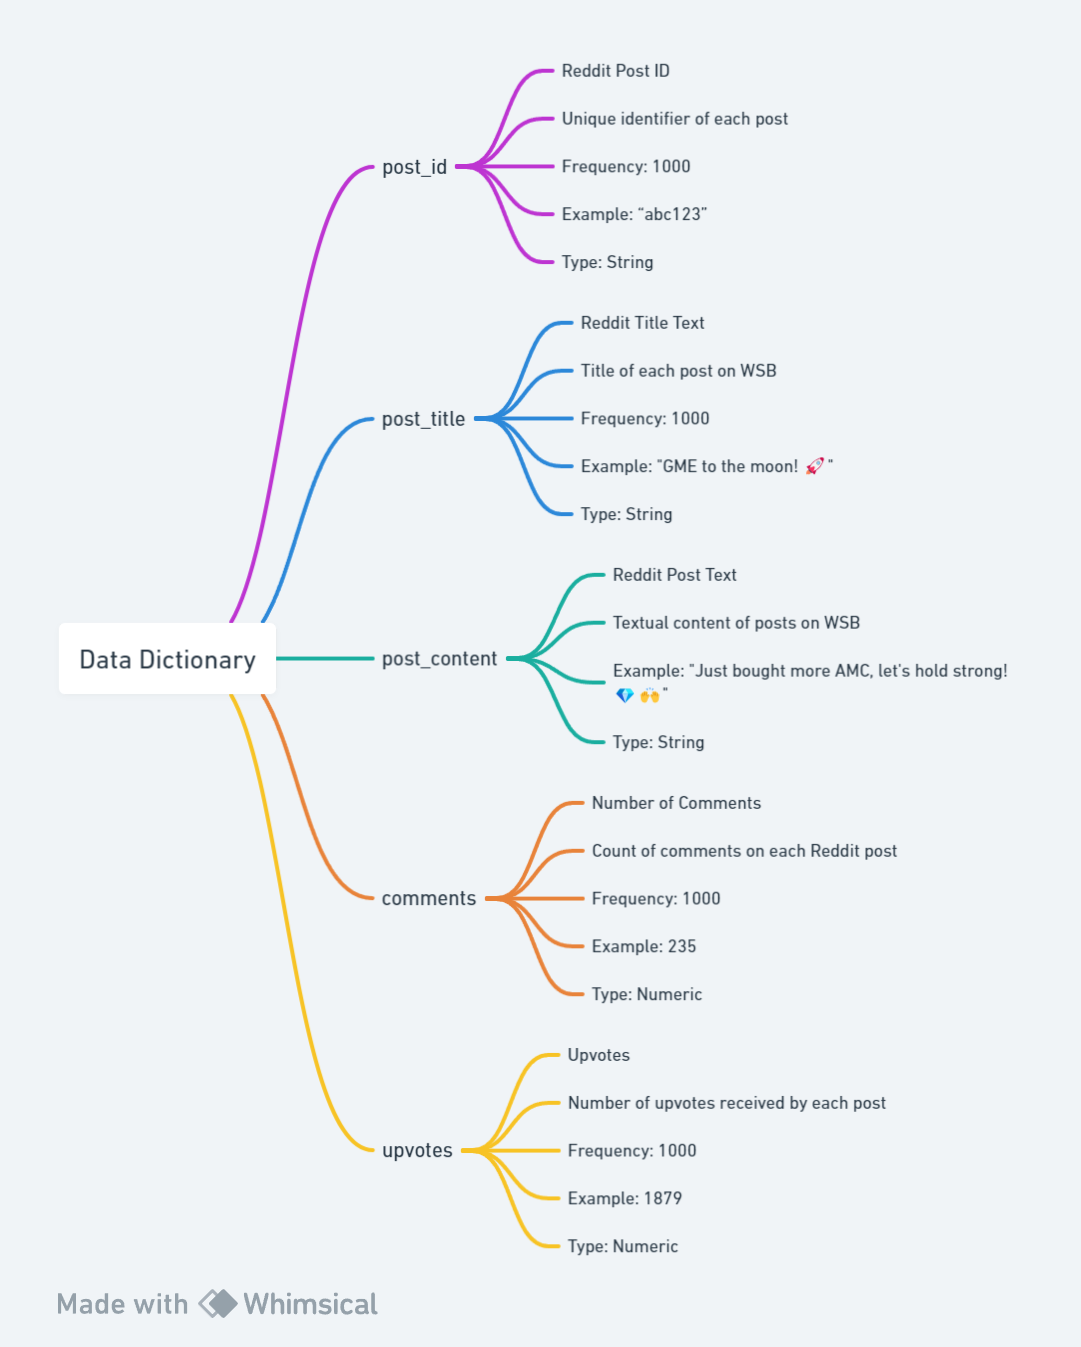 Reddit Post ID
Unique identifier of each post
post_id
Frequency: 1000
Example: “abc123”
Type: String
Reddit Title Text
Title of each post on WSB
post_title
Frequency: 1000
Example: "GME to the moon! 🚀"
Type: String
Reddit Post Text
Textual content of posts on WSB
Data Dictionary
post_content
Example: "Just bought more AMC, let's hold strong!
💎 🙌"
Type: String
Number of Comments
Count of comments on each Reddit post
comments
Frequency: 1000
Example: 235
Type: Numeric
Upvotes
Number of upvotes received by each post
upvotes
Frequency: 1000
Example: 1879
Type: Numeric
Made with Whimsical